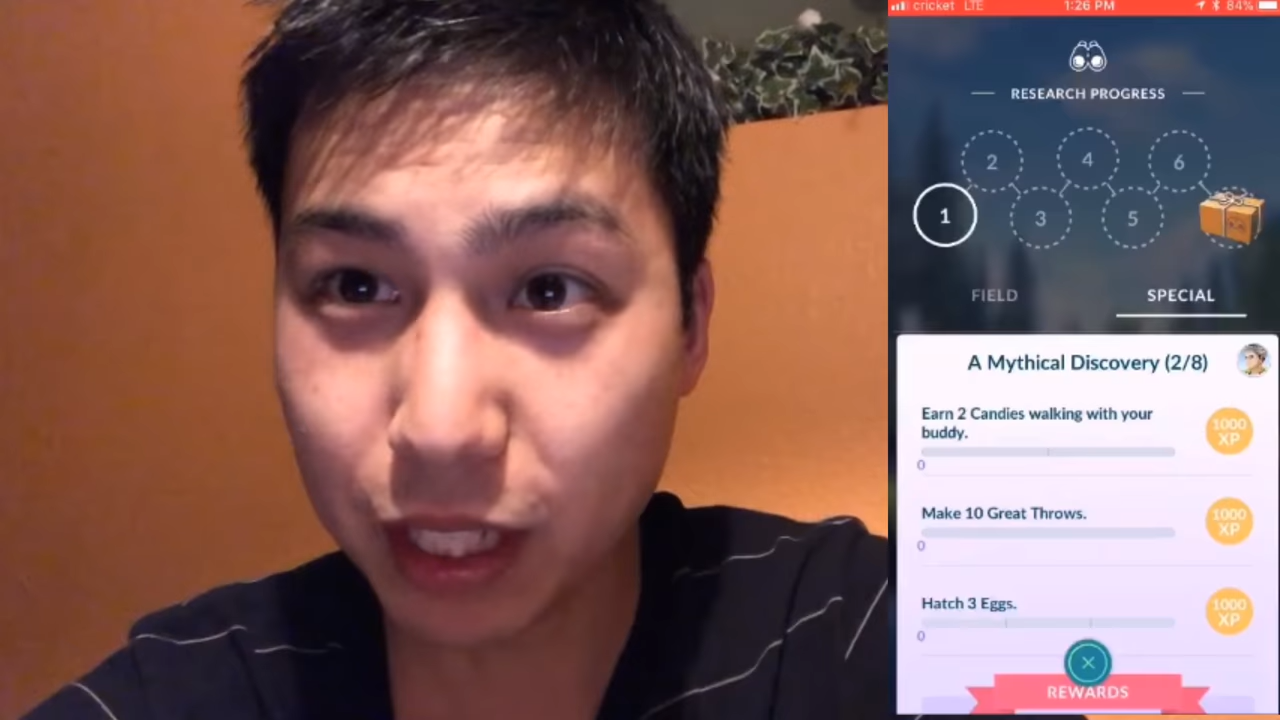 cricket LTE 1:26 PM 84%
RESEARCH PROGRESS
2 4 6
1 3 5
FIELD SPECIAL
A Mythical Discovery (2/8)
Earn 2 Candies walking with your
buddy.
1000
XP
0
Make 10 Great Throws.
1000
XP
0
Hatch 3 Eggs.
1000
XP
0
REWARDS